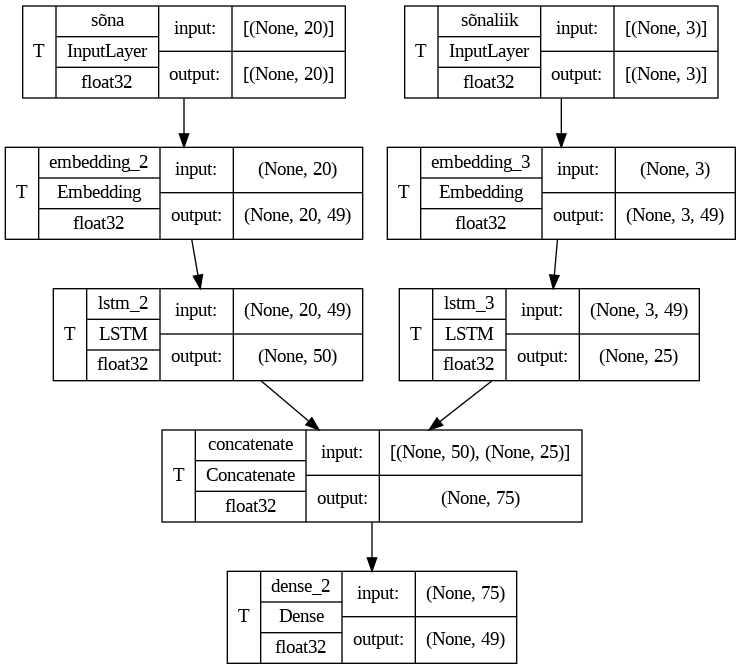 T
sõna
InputLayer
float32
input:
[(None, 20)]
output:
[(None, 20)]
T
sõnaliik
InputLayer
float32
input:
[(None, 3)]
output:
[(None, 3)]
T
embedding_2
Embedding
float32
input:
(None, 20)
output:
(None, 20, 49)
T
embedding_3
Embedding
float32
input:
(None, 3)
output:
(None, 3, 49)
T
lstm_2
LSTM
float32
input:
(None, 20, 49)
output:
(None, 50)
T
lstm_3
LSTM
float32
input:
(None, 3, 49)
output:
(None, 25)
T
concatenate
Concatenate
float32
input:
[(None, 50), (None, 25)]
output:
(None, 75)
T
dense_2
Dense
float32
input:
(None, 75)
output:
(None, 49)